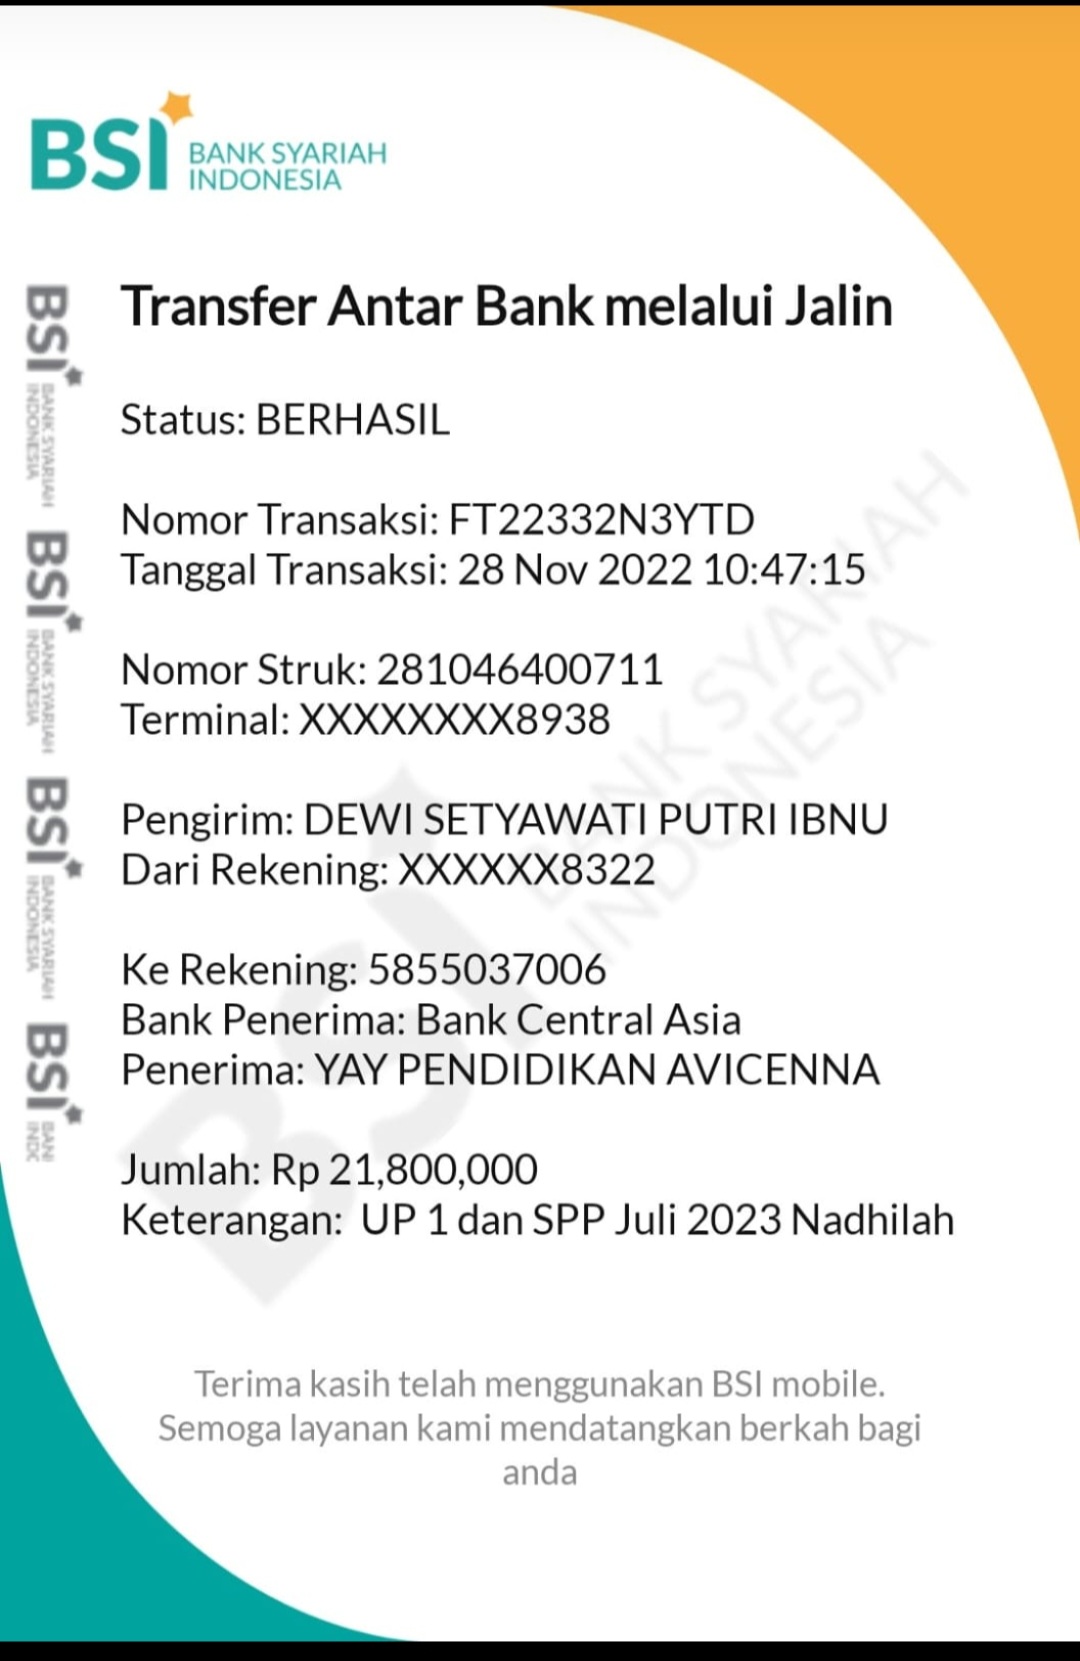 BSI BANK SYARIAH
INDONESIA
Transfer Antar Bank melalui Jalin
Status: BERHASIL
Nomor Transaksi: FT22332N3YTD
Tanggal Transaksi: 28 Nov 2022 10:47:15
Nomor Struk: 281046400711
Terminal: XXXXXXXX8938
Pengirim: DEWI SETYAWATI PUTRI IBNU
Dari Rekening: XXXXXX8322
Ke Rekening: 5855037006
Bank Penerima: Bank Central Asia
Penerima: YAY PENDIDIKAN AVICENNA
Jumlah: Rp 21,800,000
Keterangan: UP 1 dan SPP Juli 2023 Nadhilah
Terima kasih telah menggunakan BSI mobile.
Semoga layanan kami mendatangkan berkah bagi
anda
BSI BANK SYARIAH
INDONESIA
BSI BANK SYARIAH
INDONESIA
BSI BANK SYARIAH
INDONESIA
BSI BANK
INDO
BSI BANK SYARIAH
INDONESIA